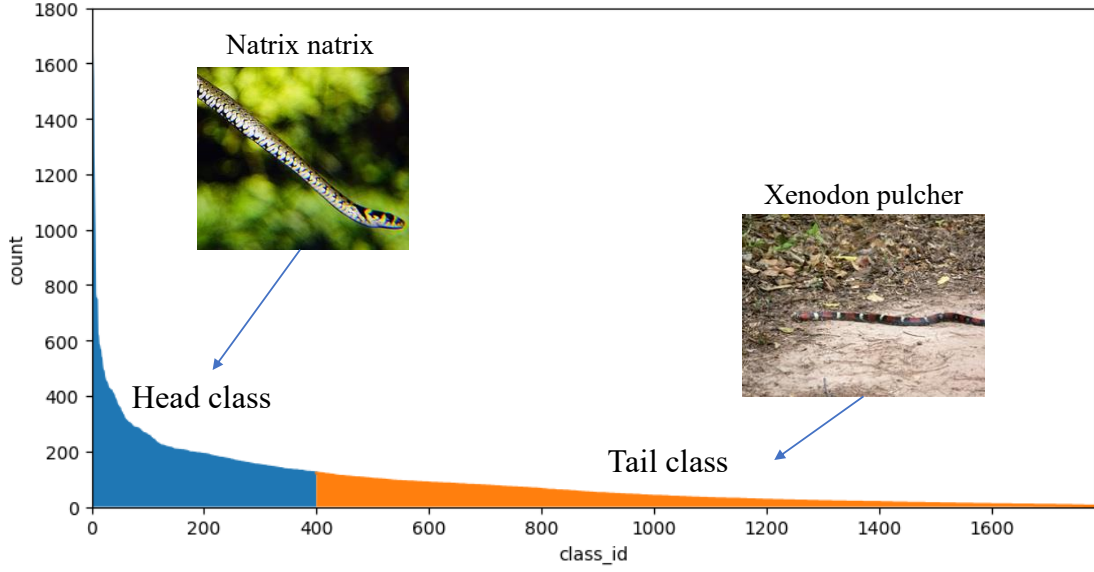 1800
1600
1400
1200
1000
800
600
400
200
0
count
Natrix natrix
Xenodon pulcher
Head class
Tail class
0 200 400 600 800 1000 1200 1400 1600
class_id